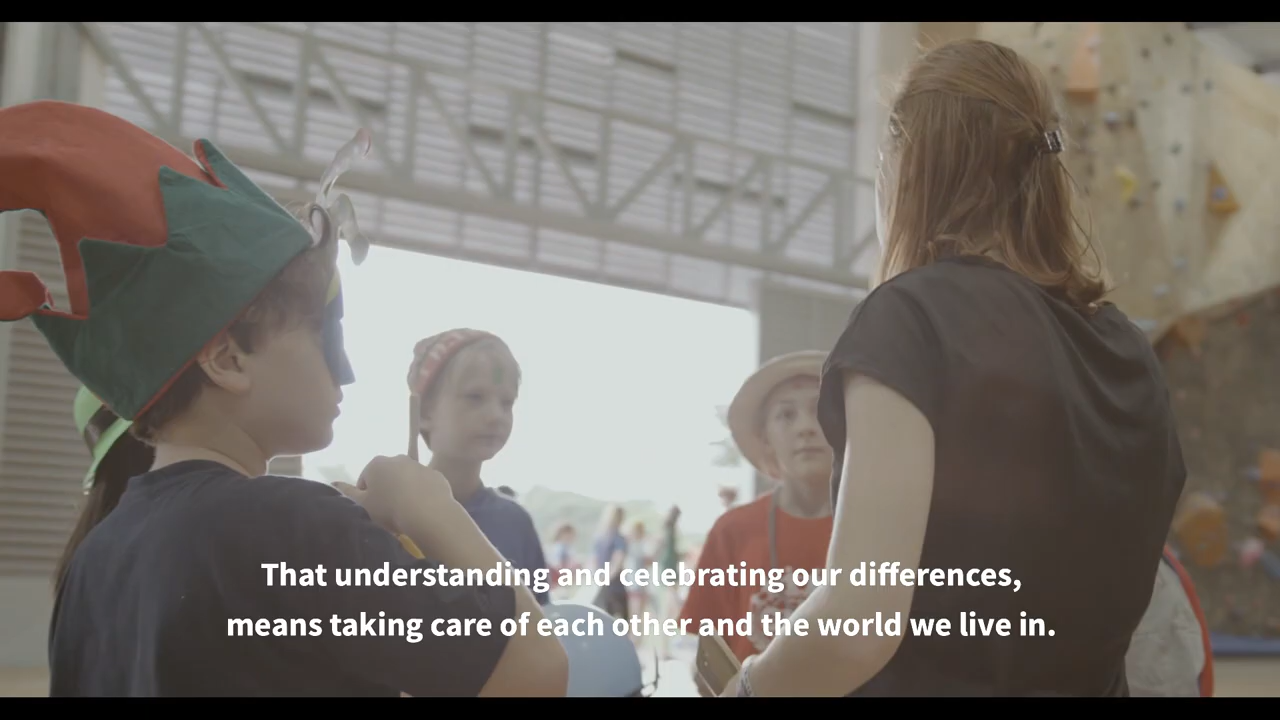 That understanding and celebrating our differences,
means taking care of each other and the world we live in.